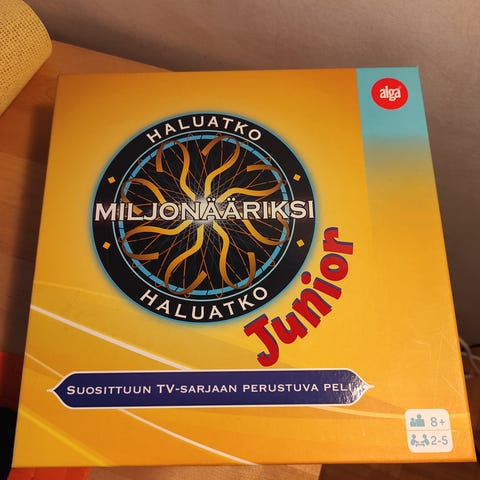 alga
HALUATKO
MILJONÄÄRIKSI
HALUATKO
Junior
SUOSITTUUN TV-SARJAAN PERUSTUVA PELI
8+
2-5